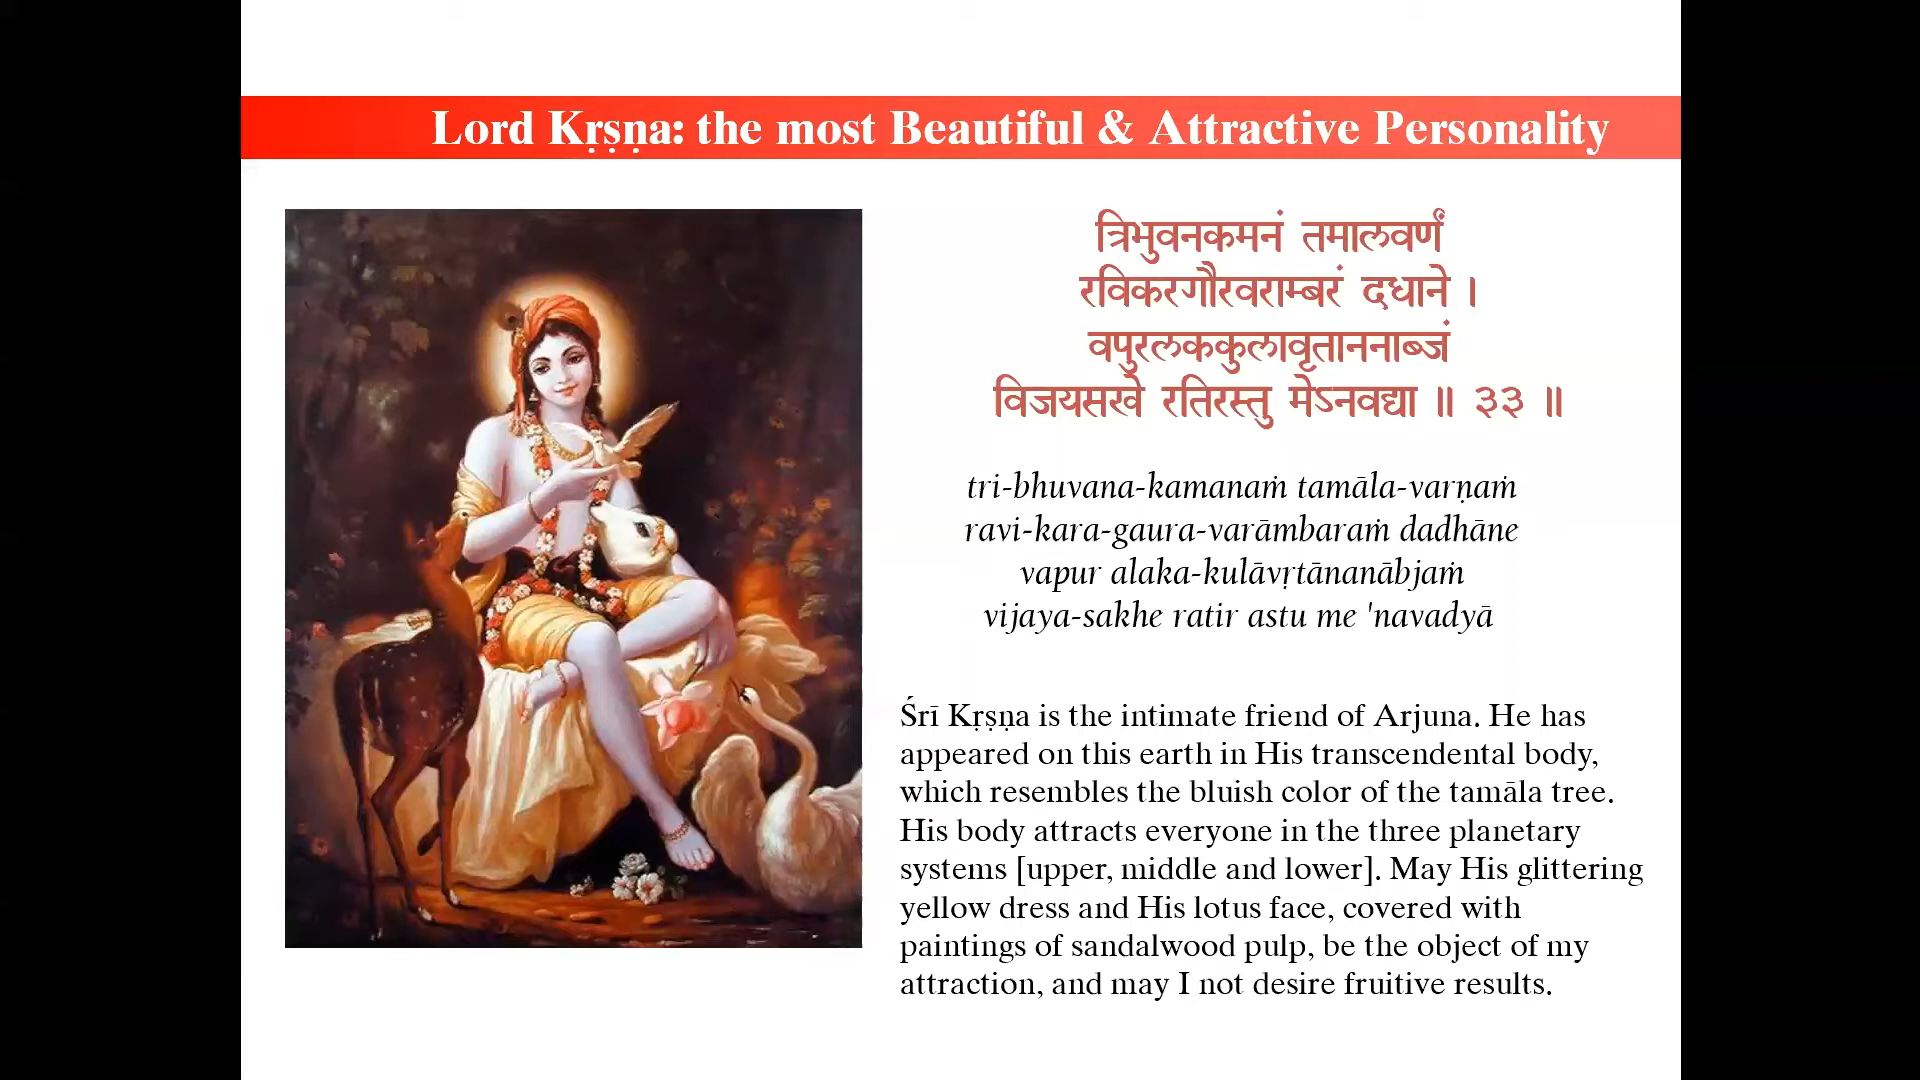 Lord Kṛṣṇa: the most Beautiful & Attractive Personality
त्रिभुवनकमनं तमालवर्णं
रविकरगौरवराम्बरं दधाने ।
वपुरलककुलावृताननाब्जं
विजयसखे रतिरस्तु मेऽनवद्या ॥ ३३ ॥
tri-bhuvana-kamanaṁ tamāla-varṇaṁ
ravi-kara-gaura-varāmbaraṁ dadhāne
vapur alaka-kulāvṛtānanābjaṁ
vijaya-sakhe ratir astu me 'navadyā
Śrī Kṛṣṇa is the intimate friend of Arjuna. He has
appeared on this earth in His transcendental body,
which resembles the bluish color of the tamāla tree.
His body attracts everyone in the three planetary
systems [upper, middle and lower]. May His glittering
yellow dress and His lotus face, covered with
paintings of sandalwood pulp, be the object of my
attraction, and may I not desire fruitive results.